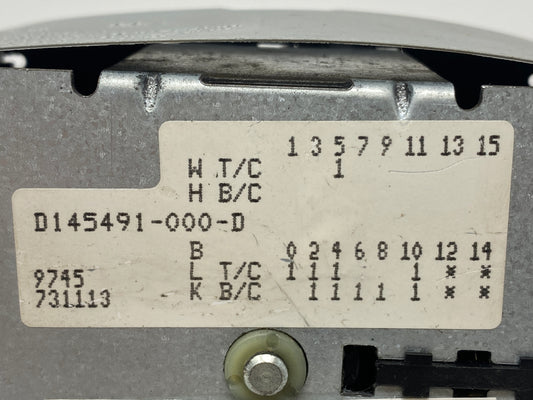 1 3 5 7 9 11 13 15
W T/C 1
H B/C
D145491-000-D
B 0 2 4 6 8 10 12 14
9745 L T/C 1 1 1 1 * *
731113 K B/C 1 1 1 1 1 * *